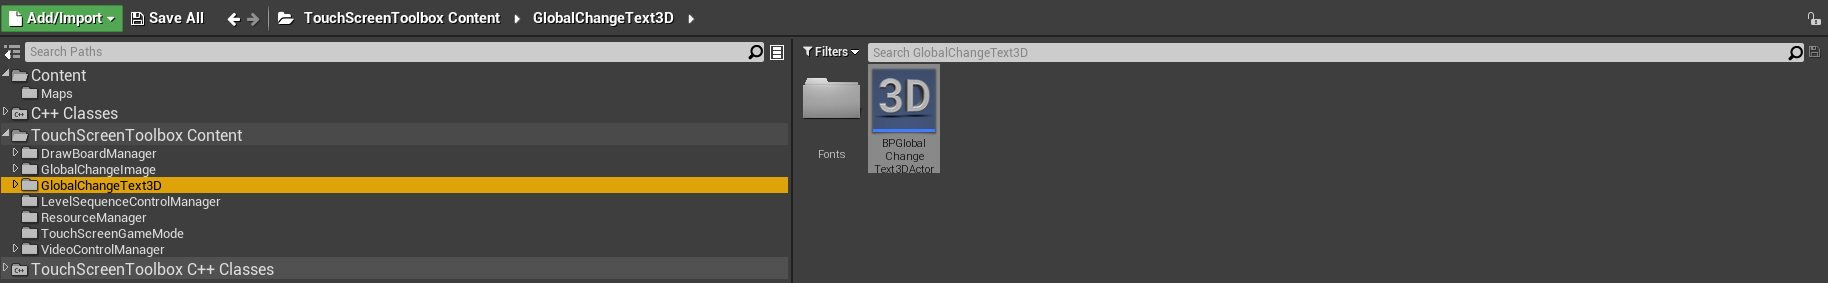 Add/Import
Save All
TouchScreenToolbox Content
GlobalChangeText3D
Search Paths
Content
Maps
C++ Classes
TouchScreenToolbox Content
DrawBoardManager
GlobalChangeImage
GlobalChangeText3D
LevelSequenceControlManager
ResourceManager
TouchScreenGameMode
VideoControlManager
TouchScreenToolbox C++ Classes
Filters
Search GlobalChangeText3D
Fonts
3D
BPGlobal
Change
Text3DActor